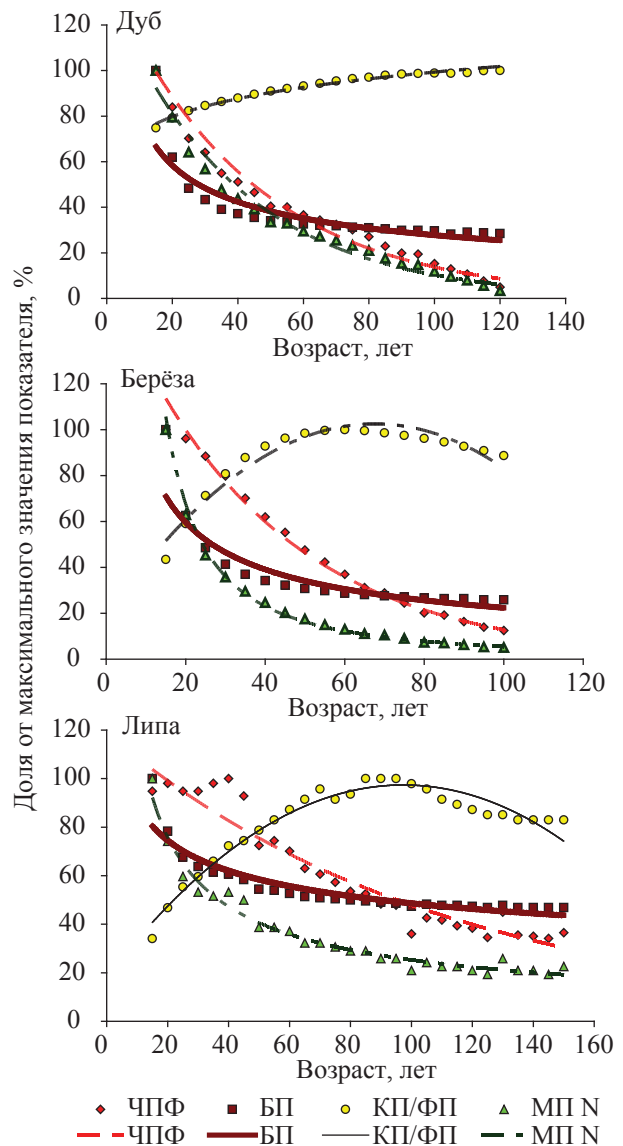 Доля от максимального значения показателя, %
Дуб
100
80
60
40
20
0
0 20 40 60 80 100 120 140
Возраст, лет
Берёза
120
100
80
60
40
20
0
0 20 40 60 80 100 120
Возраст, лет
Липа
120
100
80
60
40
20
0
0 20 40 60 80 100 120 140 160
Возраст, лет
ЧПФ БП КП/ФП МП N
ЧПФ БП КП/ФП МП N